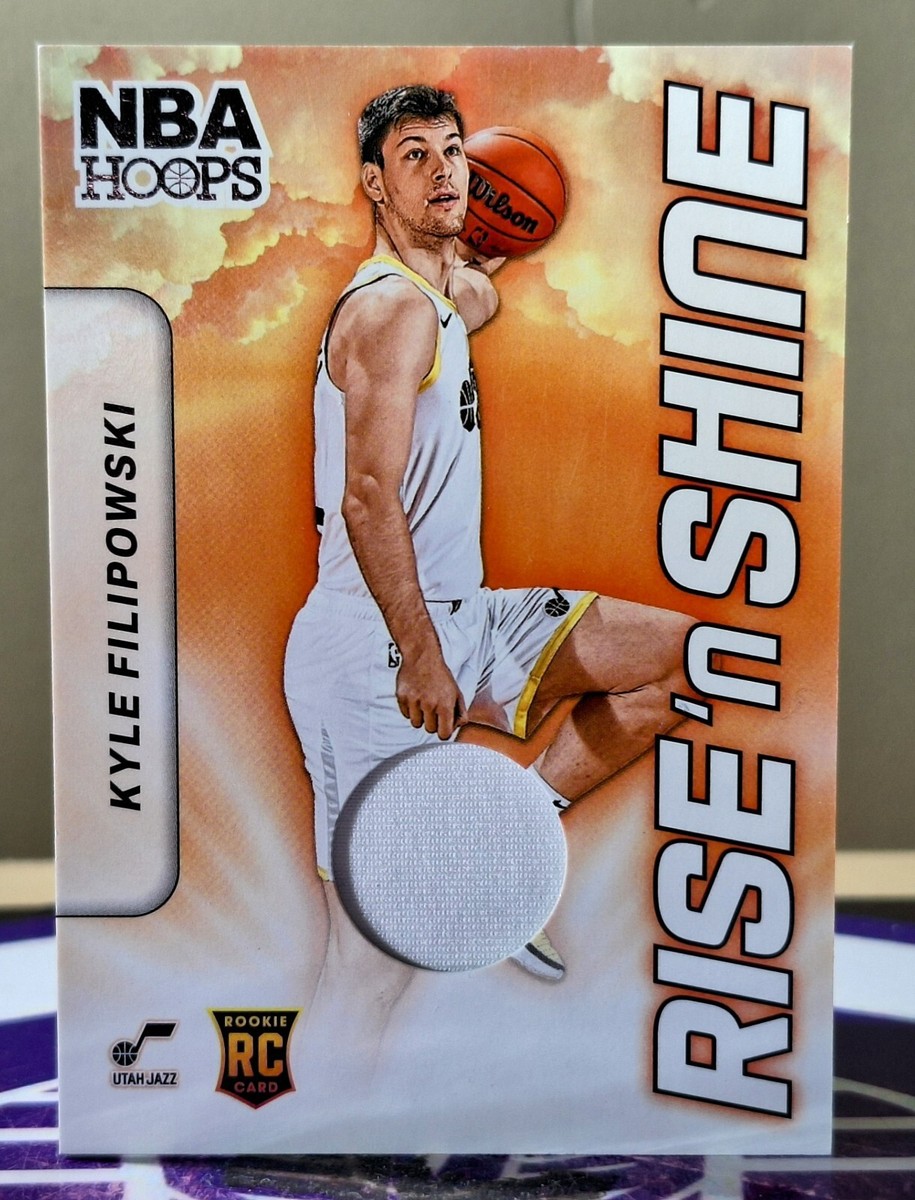 NBA
HOOPS
Wilson
KYLE FILIPOWSKI
RISE 'n SHINE
UTAH JAZZ
ROOKIE
RC
CARD